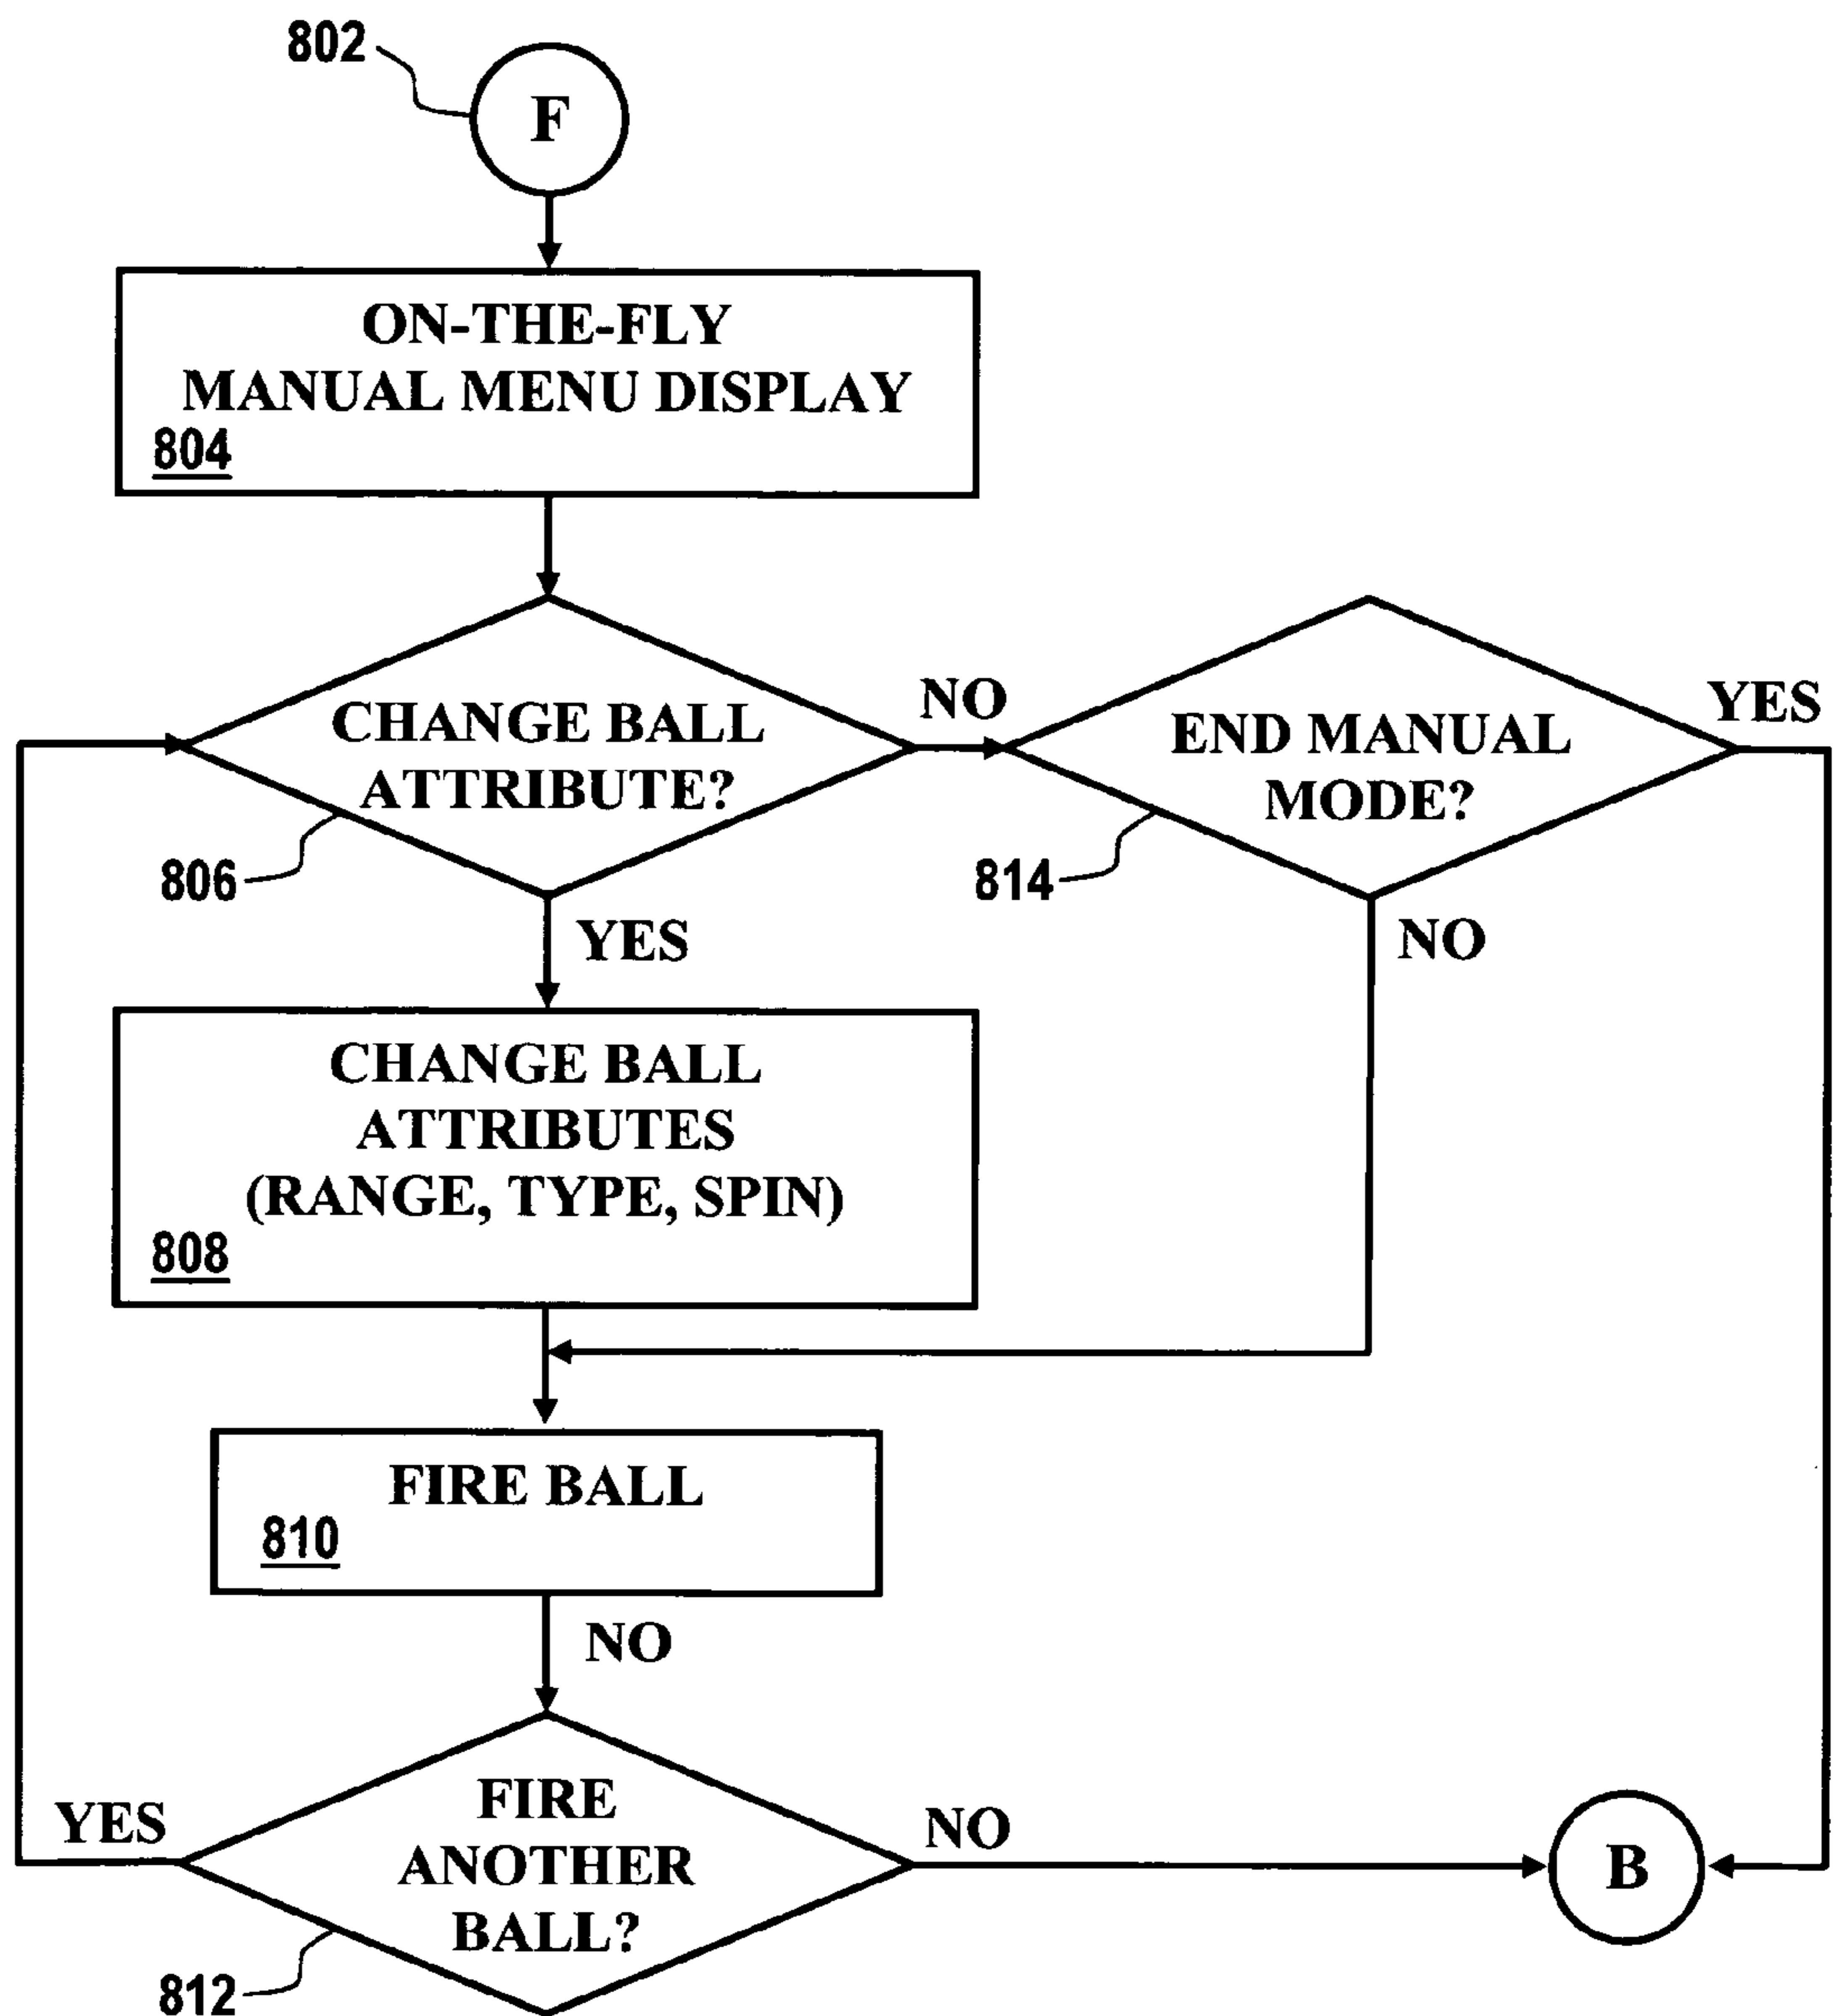 802
F
ON-THE-FLY
MANUAL MENU DISPLAY
804
CHANGE BALL
ATTRIBUTE?
806
NO
END MANUAL
MODE?
814
YES
YES
NO
CHANGE BALL
ATTRIBUTES
(RANGE, TYPE, SPIN)
808
FIRE BALL
810
NO
FIRE
ANOTHER
BALL?
812
YES
NO
B